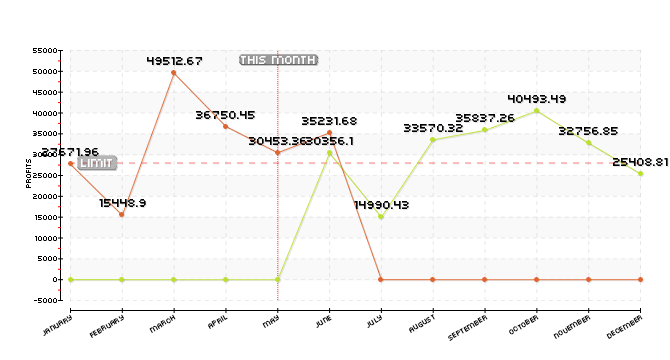 55000
50000
45000
40000
35000
30000
25000
20000
15000
10000
5000
0
-5000
PROFITS
THIS MONTH
LIMIT
27671.96
15448.9
49512.67
36750.45
30453.36
35231.68
30356.1
14990.43
33570.32
35837.26
40493.49
32756.85
25408.81
JANUARY
FEBRUARY
MARCH
APRIL
MAY
JUNE
JULY
AUGUST
SEPTEMBER
OCTOBER
NOVEMBER
DECEMBER